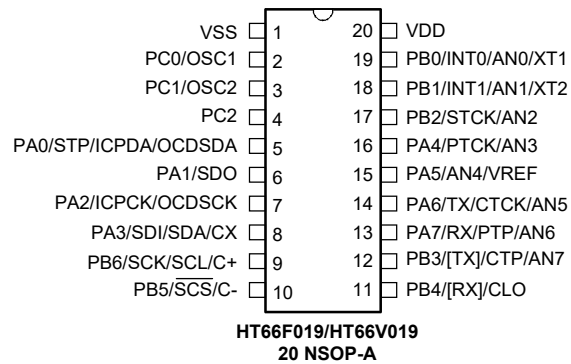 VSS 1 20 VDD
PC0/OSC1 2 19 PB0/INT0/AN0/XT1
PC1/OSC2 3 18 PB1/INT1/AN1/XT2
PC2 4 17 PB2/STCK/AN2
PA0/STP/ICPDA/OCDSDA 5 16 PA4/PTCK/AN3
PA1/SDO 6 15 PA5/AN4/VREF
PA2/ICPCK/OCDSCK 7 14 PA6/TX/CTCK/AN5
PA3/SDI/SDA/CX 8 13 PA7/RX/PTP/AN6
PB6/SCK/SCL/C+ 9 12 PB3/[TX]/CTP/AN7
PB5/S̅C̅S̅/C- 10 11 PB4/[RX]/CLO
HT66F019/HT66V019
20 NSOP-A